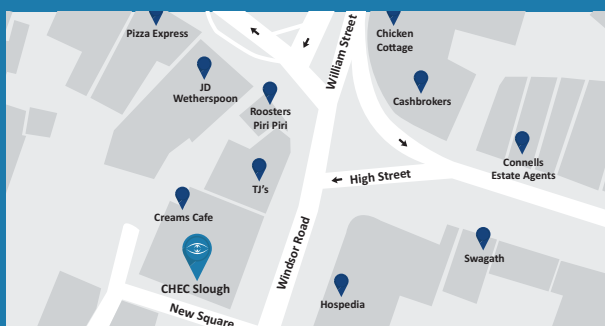 Pizza Express
William Street
Chicken
Cottage
JD
Wetherspoon
Roosters
Piri Piri
Cashbrokers
Connells
Estate Agents
High Street
TJ's
Creams Cafe
Windsor Road
Swagath
CHEC Slough
Hospedia
New Square